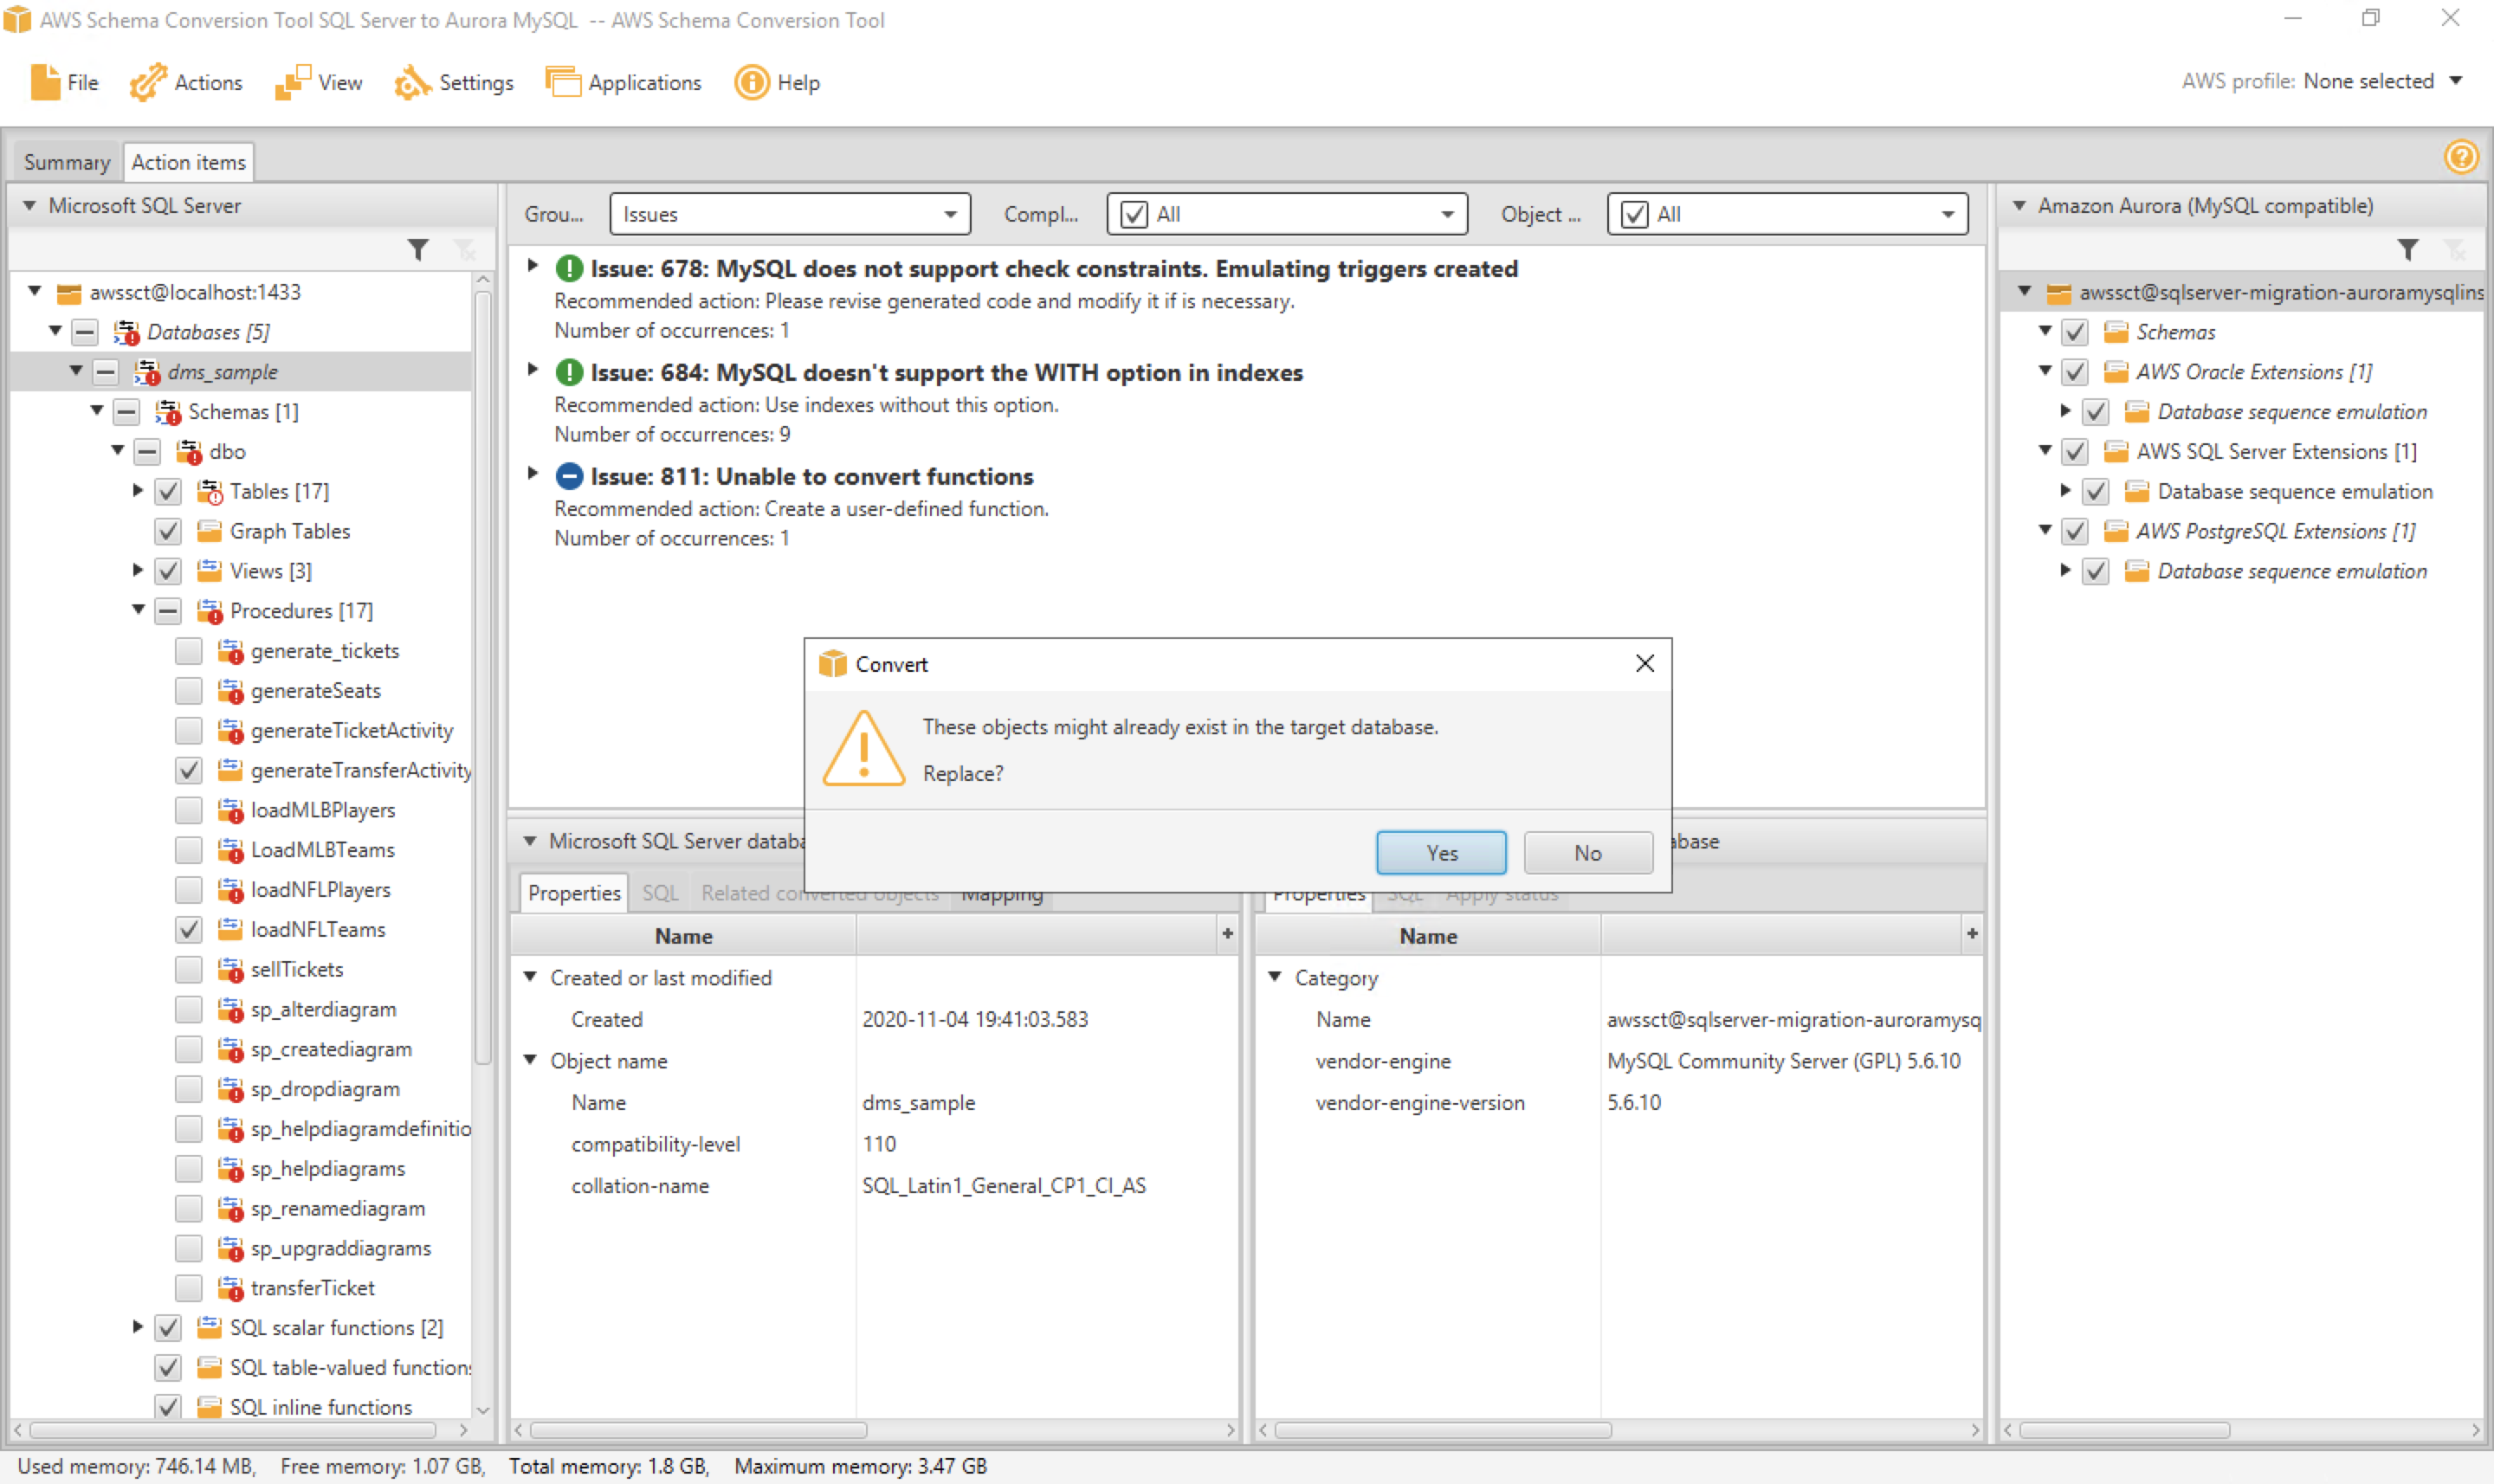 AWS Schema Conversion Tool SQL Server to Aurora MySQL -- AWS Schema Conversion Tool
File Actions View Settings Applications Help
AWS profile: None selected
Summary Action items
Microsoft SQL Server
awssct@localhost:1433
Databases [5]
dms_sample
Schemas [1]
dbo
Tables [17]
Graph Tables
Views [3]
Procedures [17]
generate_tickets
generateSeats
generateTicketActivity
generateTransferActivity
loadMLBPlayers
LoadMLBTeams
loadNFLPlayers
loadNFLTeams
sellTickets
sp_alterdiagram
sp_creatediagram
sp_dropdiagram
sp_helpdiagramdefinitio
sp_helpdiagrams
sp_renamediagram
sp_upgraddiagrams
transferTicket
SQL scalar functions [2]
SQL table-valued functions
SQL inline functions
Grou... Issues Compl... All Object ... All
Issue: 678: MySQL does not support check constraints. Emulating triggers created
Recommended action: Please revise generated code and modify it if is necessary.
Number of occurrences: 1
Issue: 684: MySQL doesn't support the WITH option in indexes
Recommended action: Use indexes without this option.
Number of occurrences: 9
Issue: 811: Unable to convert functions
Recommended action: Create a user-defined function.
Number of occurrences: 1
Convert
These objects might already exist in the target database.
Replace?
Yes No
Microsoft SQL Server databa
Properties SQL Related converted objects Mapping
Name
Created or last modified
Created 2020-11-04 19:41:03.583
Object name
Name dms_sample
compatibility-level 110
collation-name SQL_Latin1_General_CP1_CI_AS
abase
Properties SQL Apply status
Name
Category
Name awssct@sqlserver-migration-auroramysq
vendor-engine MySQL Community Server (GPL) 5.6.10
vendor-engine-version 5.6.10
Amazon Aurora (MySQL compatible)
awssct@sqlserver-migration-auroramysqlins
Schemas
AWS Oracle Extensions [1]
Database sequence emulation
AWS SQL Server Extensions [1]
Database sequence emulation
AWS PostgreSQL Extensions [1]
Database sequence emulation
Used memory: 746.14 MB, Free memory: 1.07 GB, Total memory: 1.8 GB, Maximum memory: 3.47 GB